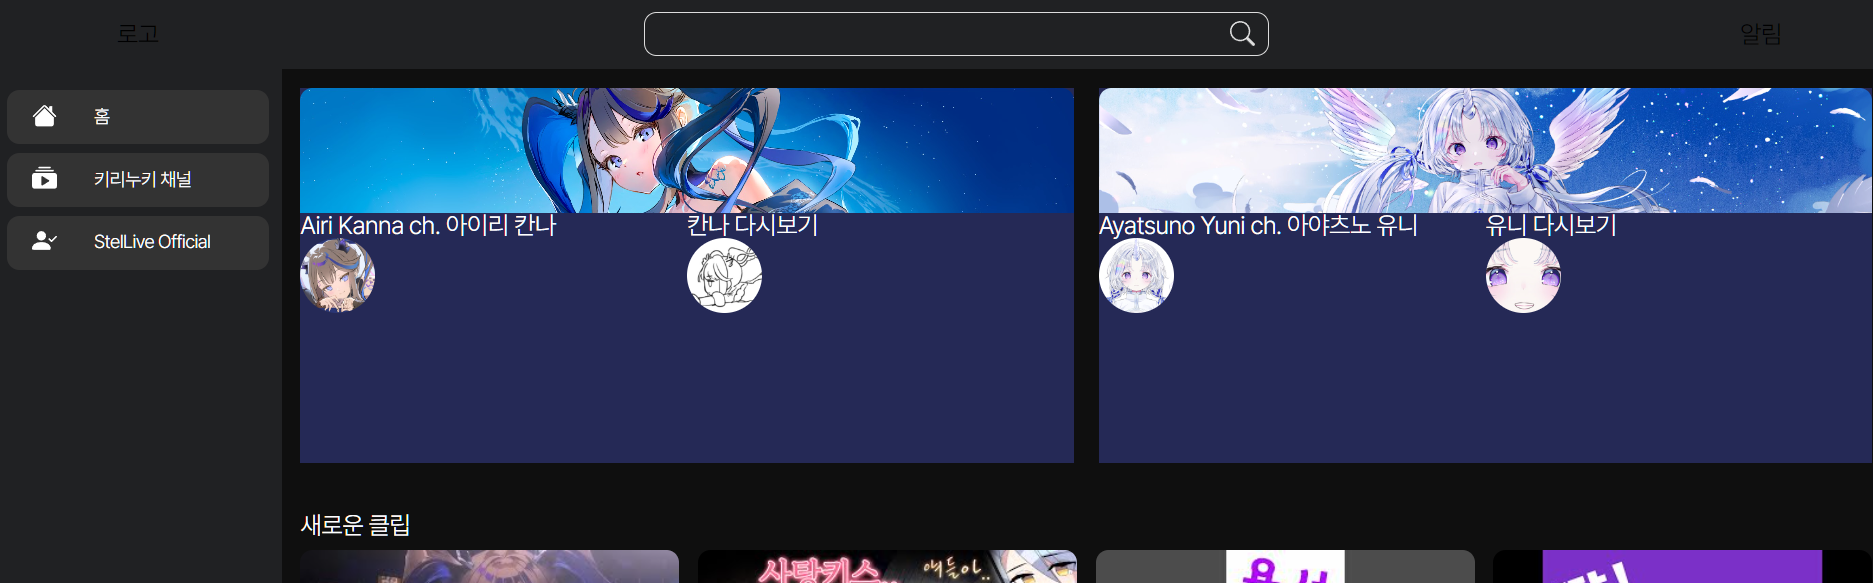 로고
알림
홈
키리누키 채널
StelLive Official
Airi Kanna ch. 아이리 칸나
칸나 다시보기
Ayatsuno Yuni ch. 아야츠노 유니
유니 다시보기
새로운 클립
사탕키스..
얘들아..